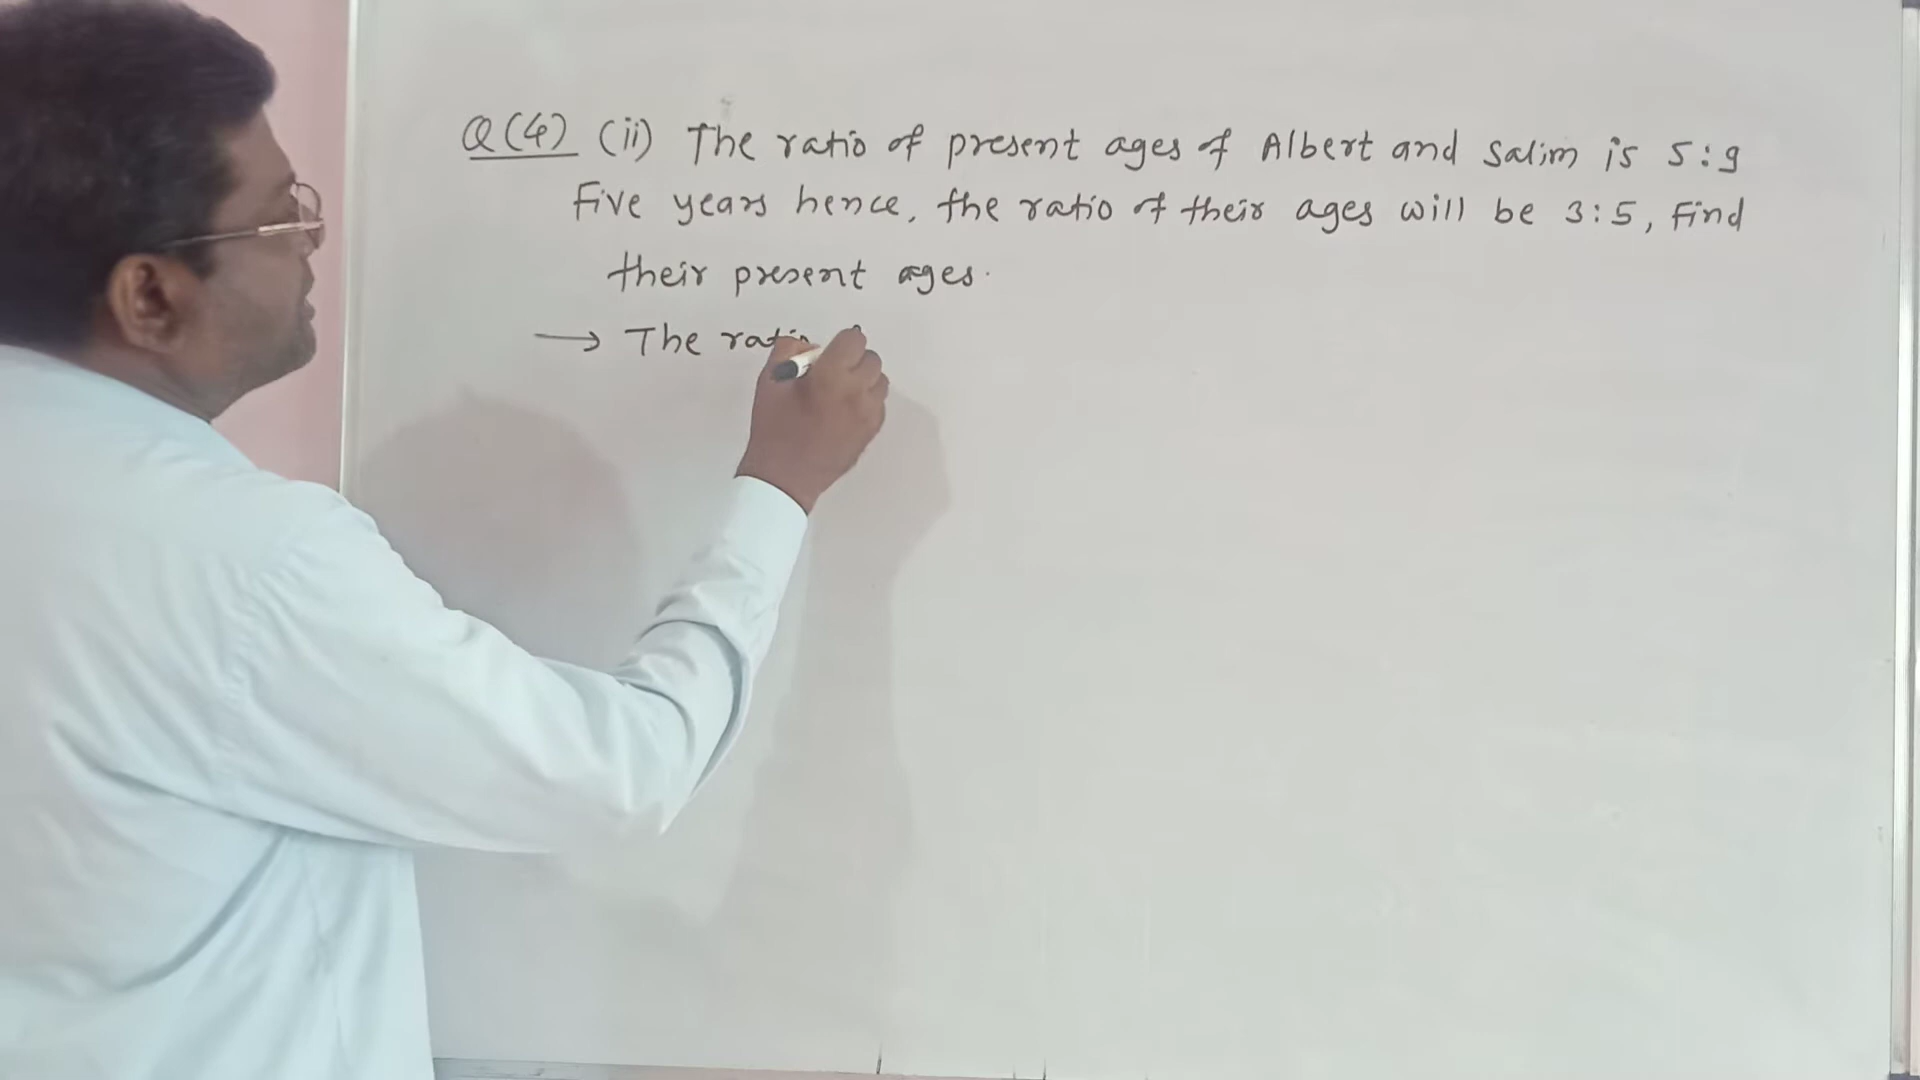 Q(4) (ii) The ratio of present ages of Albert and Salim is 5:9
Five years hence, the ratio of their ages will be 3:5, Find
their present ages.
→ The ratio